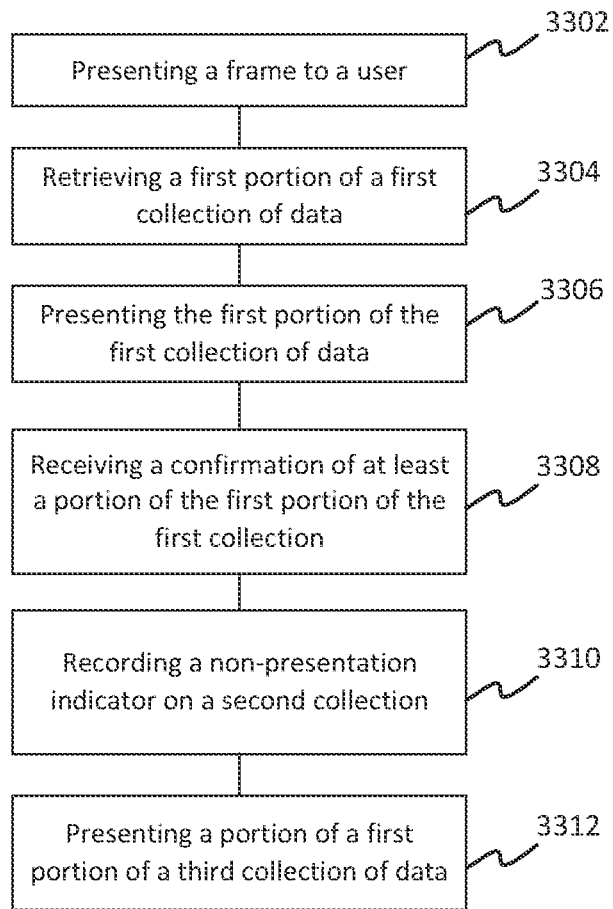 3302
Presenting a frame to a user
3304
Retrieving a first portion of a first
collection of data
3306
Presenting the first portion of the
first collection of data
3308
Receiving a confirmation of at least
a portion of the first portion of the
first collection
3310
Recording a non-presentation
indicator on a second collection
3312
Presenting a portion of a first
portion of a third collection of data